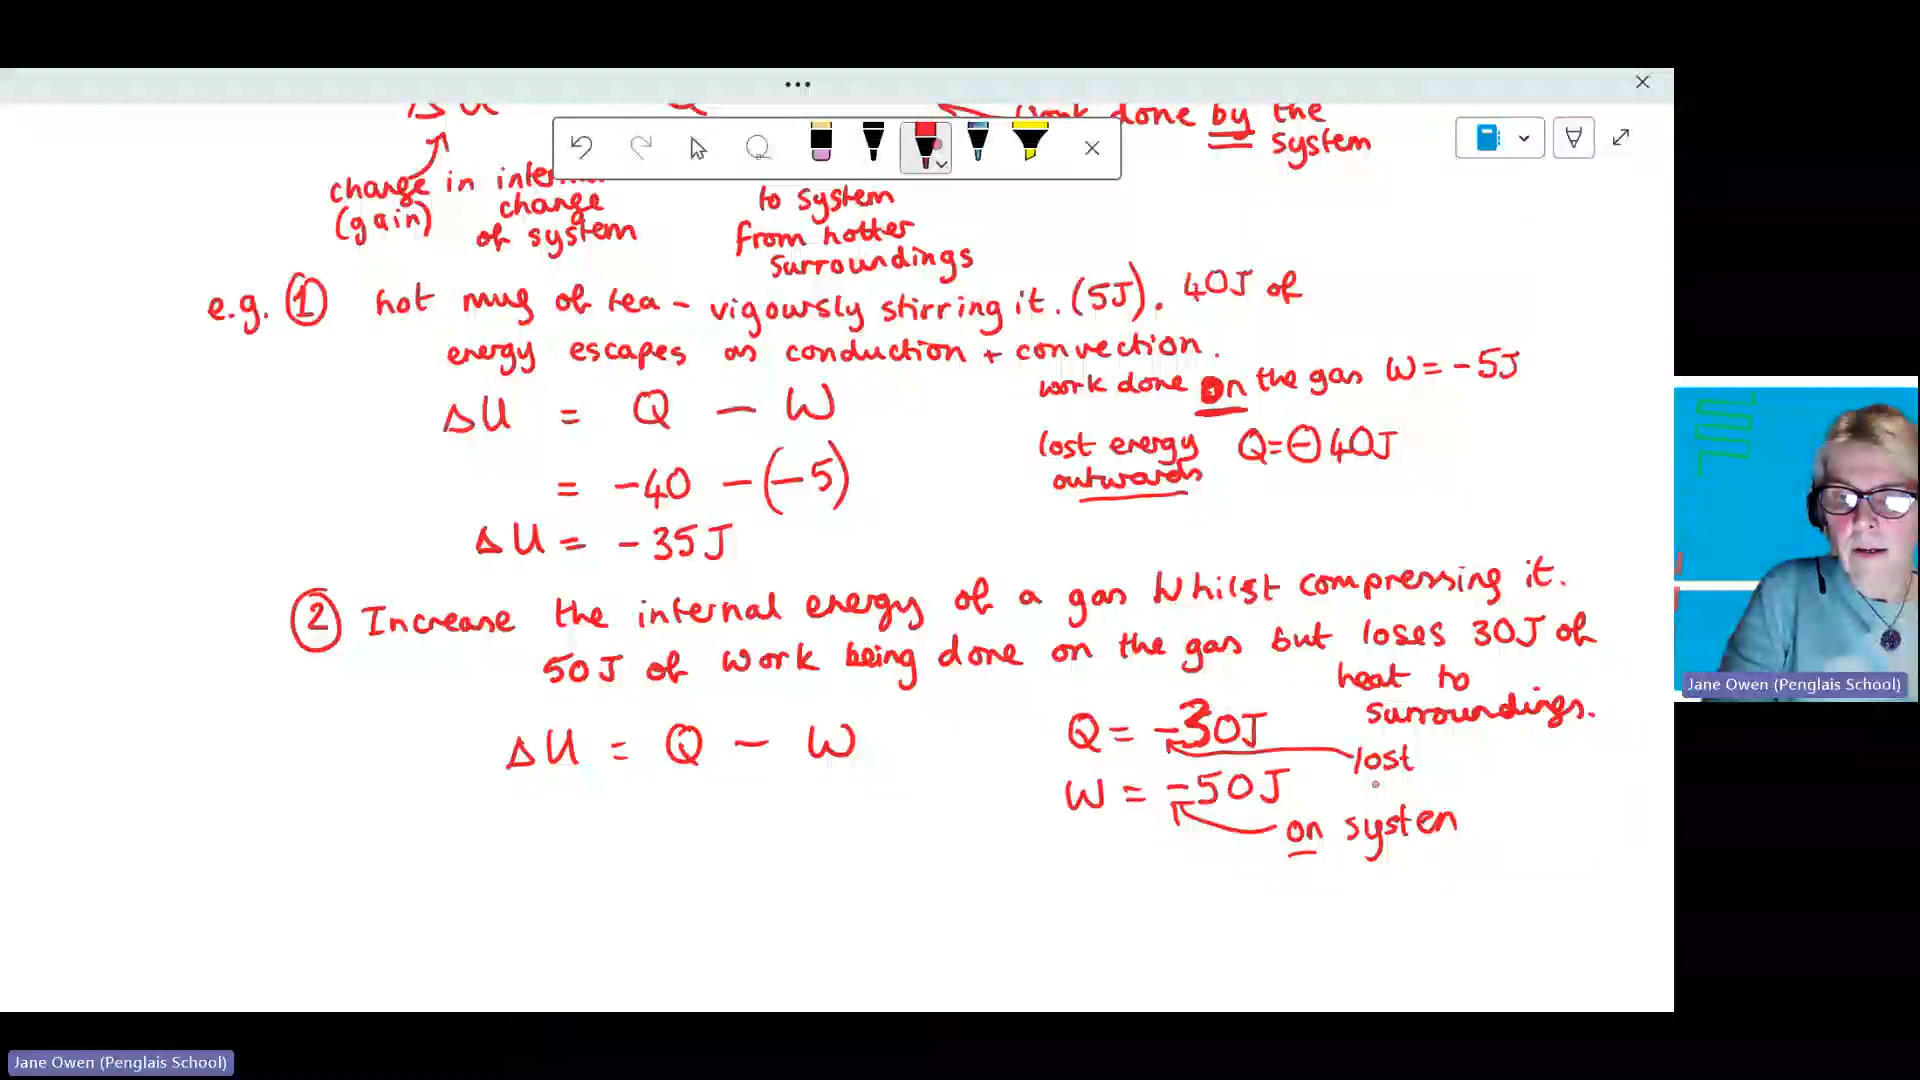 ΔU Q Work done by the
system
change in inter
(gain) change
of system
to system
from hotter
surroundings
e.g. ① hot mug of tea - vigoursly stirring it. (5J). 40J of
energy escapes as conduction + convection.
work done on the gas W = -5J
ΔU = Q - W
lost energy Q = -40J
outwards
= -40 - (-5)
ΔU = -35J
② Increase the internal energy of a gas whilst compressing it.
50J of work being done on the gas but loses 30J of
heat to
surroundings.
ΔU = Q - W
Q = -30J
lost
W = -50J
on system
Jane Owen (Penglais School)
Jane Owen (Penglais School)